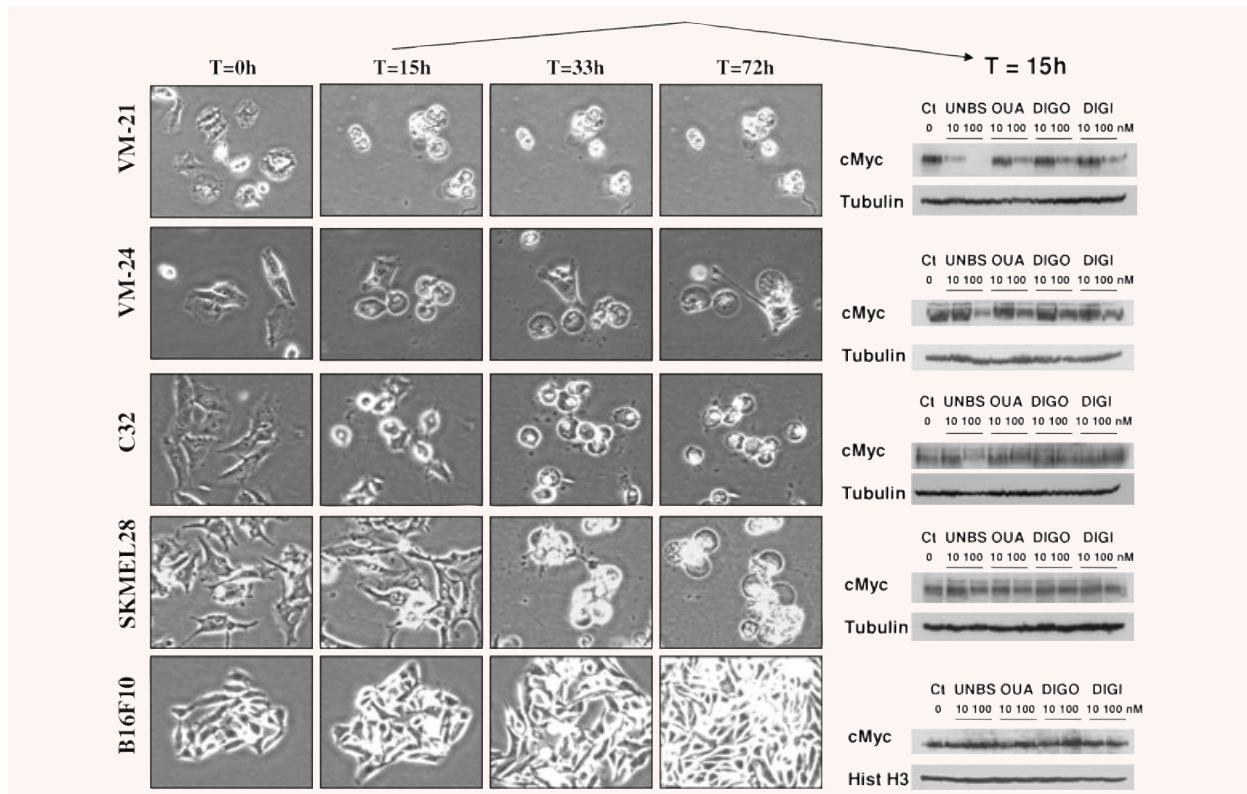 T=0h T=15h T=33h T=72h T = 15h
VM-21
Ct UNBS OUA DIGO DIGI
0 10 100 10 100 10 100 10 100 nM
cMyc
Tubulin
VM-24
Ct UNBS OUA DIGO DIGI
0 10 100 10 100 10 100 10 100 nM
cMyc
Tubulin
C32
Ct UNBS OUA DIGO DIGI
0 10 100 10 100 10 100 10 100 nM
cMyc
Tubulin
SKMEL28
Ct UNBS OUA DIGO DIGI
0 10 100 10 100 10 100 10 100 nM
cMyc
Tubulin
B16F10
Ct UNBS OUA DIGO DIGI
0 10 100 10 100 10 100 10 100 nM
cMyc
Hist H3